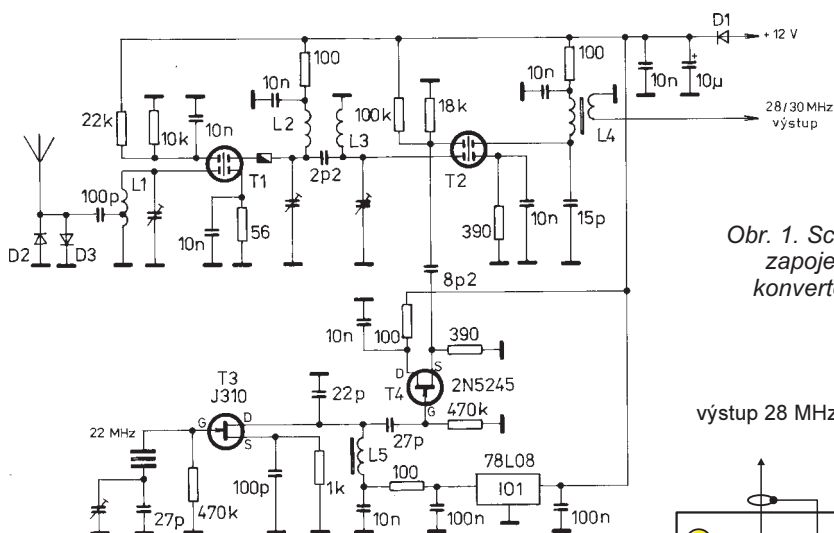 D1
+ 12 V
100
100
10n
10n
10n
10µ
+
22k
10k
10n
L2
L3
100k
18k
L4
28/30 MHz
výstup
T1
2p2
T2
L1
100p
D2
D3
10n
56
390
10n
15p
Obr. 1. Sc
zapoje
konvert
8p2
10n
100
390
D
S
T4
2N5245
G
470k
T3
J310
22p
G
D
S
27p
výstup 28 MHz
22 MHz
L5
78L08
100
IO1
27p
470k
100p
1k
10n
100n
100n